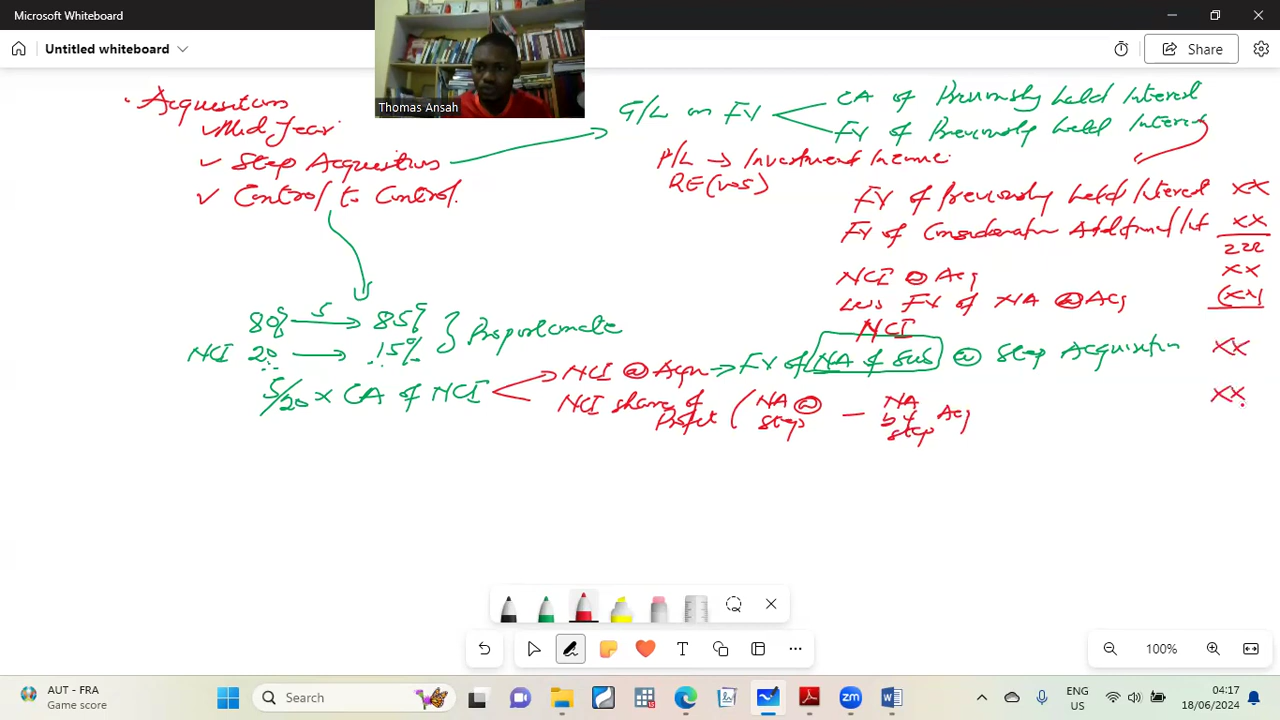 Microsoft Whiteboard
Untitled whiteboard
Share
Thomas Ansah
Acquisitions
Mid Year
Step Acquisition
Control to Control.
G/L on FV
CA of Previously held Interest
FV of Previously held Interest
P/L → Investment Income
RE(
FV of Previously held Interest XX
FV of Consideration Additional Int XX
NCI @ Acq XX
Less FV of NA @ Acq (XX)
NCI
80% 5 → 85%
NCI 20 → 15%
Proportionate
5/20 x CA of NCI
NCI @ Acqn → FV of NA of Sub @ Step Acquisition XX
NCI share of Profit (NA @ step — NA b/f step Acq XX
100%
AUT - FRA
Game score
Search
ENG
US
04:17
18/06/2024